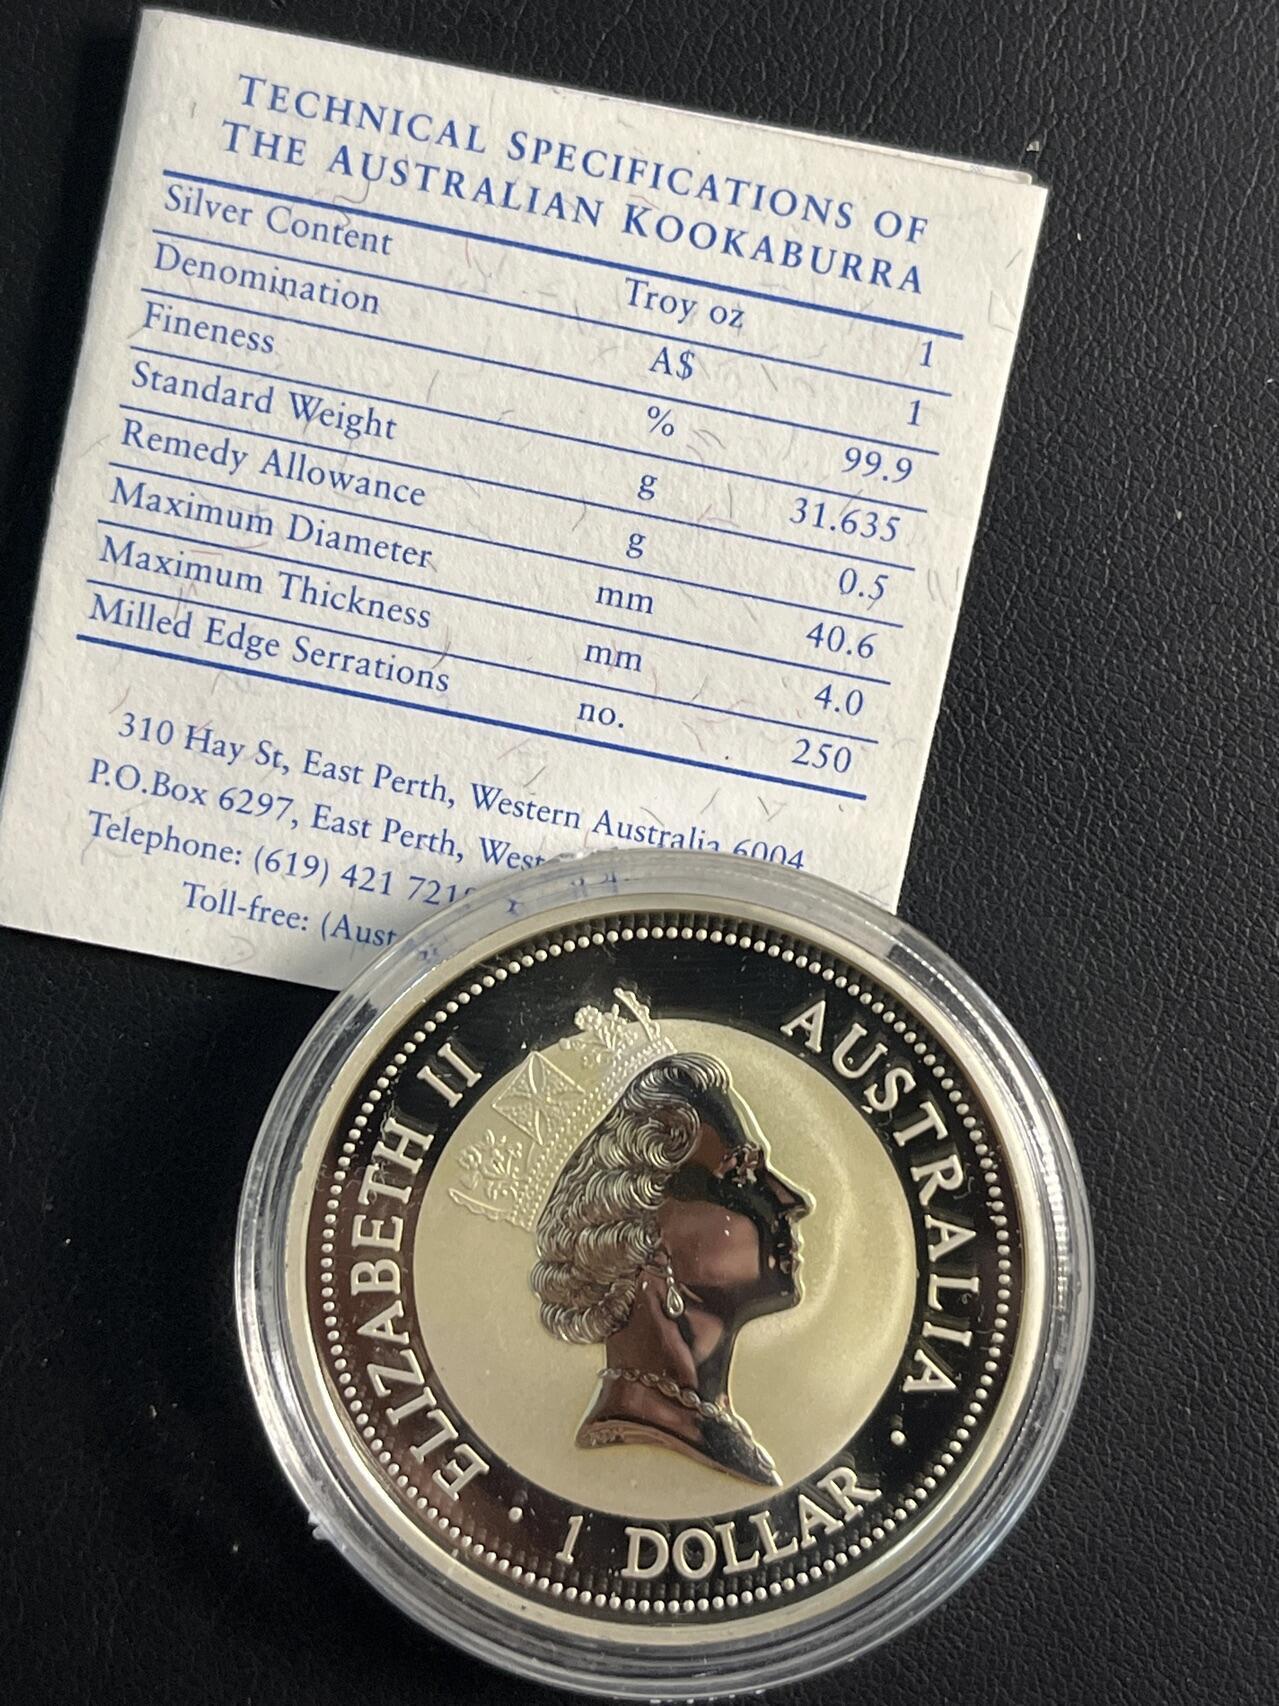 TECHNICAL SPECIFICATIONS OF
THE AUSTRALIAN KOOKABURRA
Silver Content Troy oz 1
Denomination A$ 1
Fineness % 99.9
Standard Weight g 31.635
Remedy Allowance g 0.5
Maximum Diameter mm 40.6
Maximum Thickness mm 4.0
Milled Edge Serrations no. 250
310 Hay St, East Perth, Western Australia 6004
P.O.Box 6297, East Perth,
Telephone: (619) 421
Toll-free:
ELIZABETH II
AUSTRALIA
1 DOLLAR